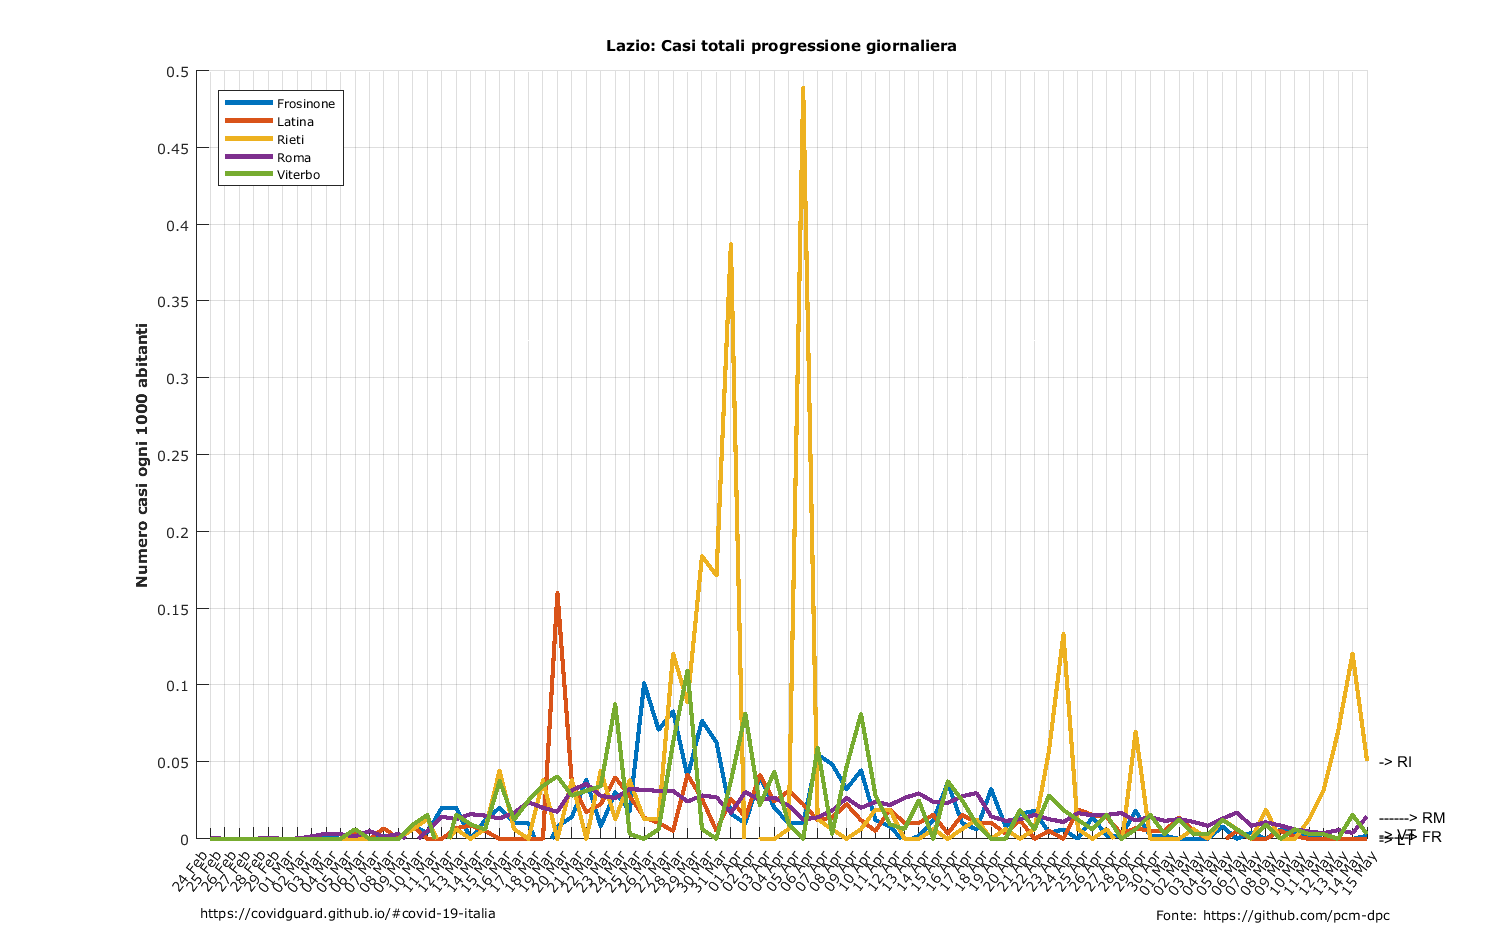 Lazio: Casi totali progressione giornaliera
Numero casi ogni 1000 abitanti
0.5
0.45
0.4
0.35
0.3
0.25
0.2
0.15
0.1
0.05
0
Frosinone
Latina
Rieti
Roma
Viterbo
-> RI
------> RM
-> VT
----> FR
-> LT
24 Feb
25 Feb
26 Feb
27 Feb
28 Feb
29 Feb
01 Mar
02 Mar
03 Mar
04 Mar
05 Mar
06 Mar
07 Mar
08 Mar
09 Mar
10 Mar
11 Mar
12 Mar
13 Mar
14 Mar
15 Mar
16 Mar
17 Mar
18 Mar
19 Mar
20 Mar
21 Mar
22 Mar
23 Mar
24 Mar
25 Mar
26 Mar
27 Mar
28 Mar
29 Mar
30 Mar
31 Mar
01 Apr
02 Apr
03 Apr
04 Apr
05 Apr
06 Apr
07 Apr
08 Apr
09 Apr
10 Apr
11 Apr
12 Apr
13 Apr
14 Apr
15 Apr
16 Apr
17 Apr
18 Apr
19 Apr
20 Apr
21 Apr
22 Apr
23 Apr
24 Apr
25 Apr
26 Apr
27 Apr
28 Apr
29 Apr
30 Apr
01 May
02 May
03 May
04 May
05 May
06 May
07 May
08 May
09 May
10 May
11 May
12 May
13 May
14 May
15 May
https://covidguard.github.io/#covid-19-italia
Fonte: https://github.com/pcm-dpc